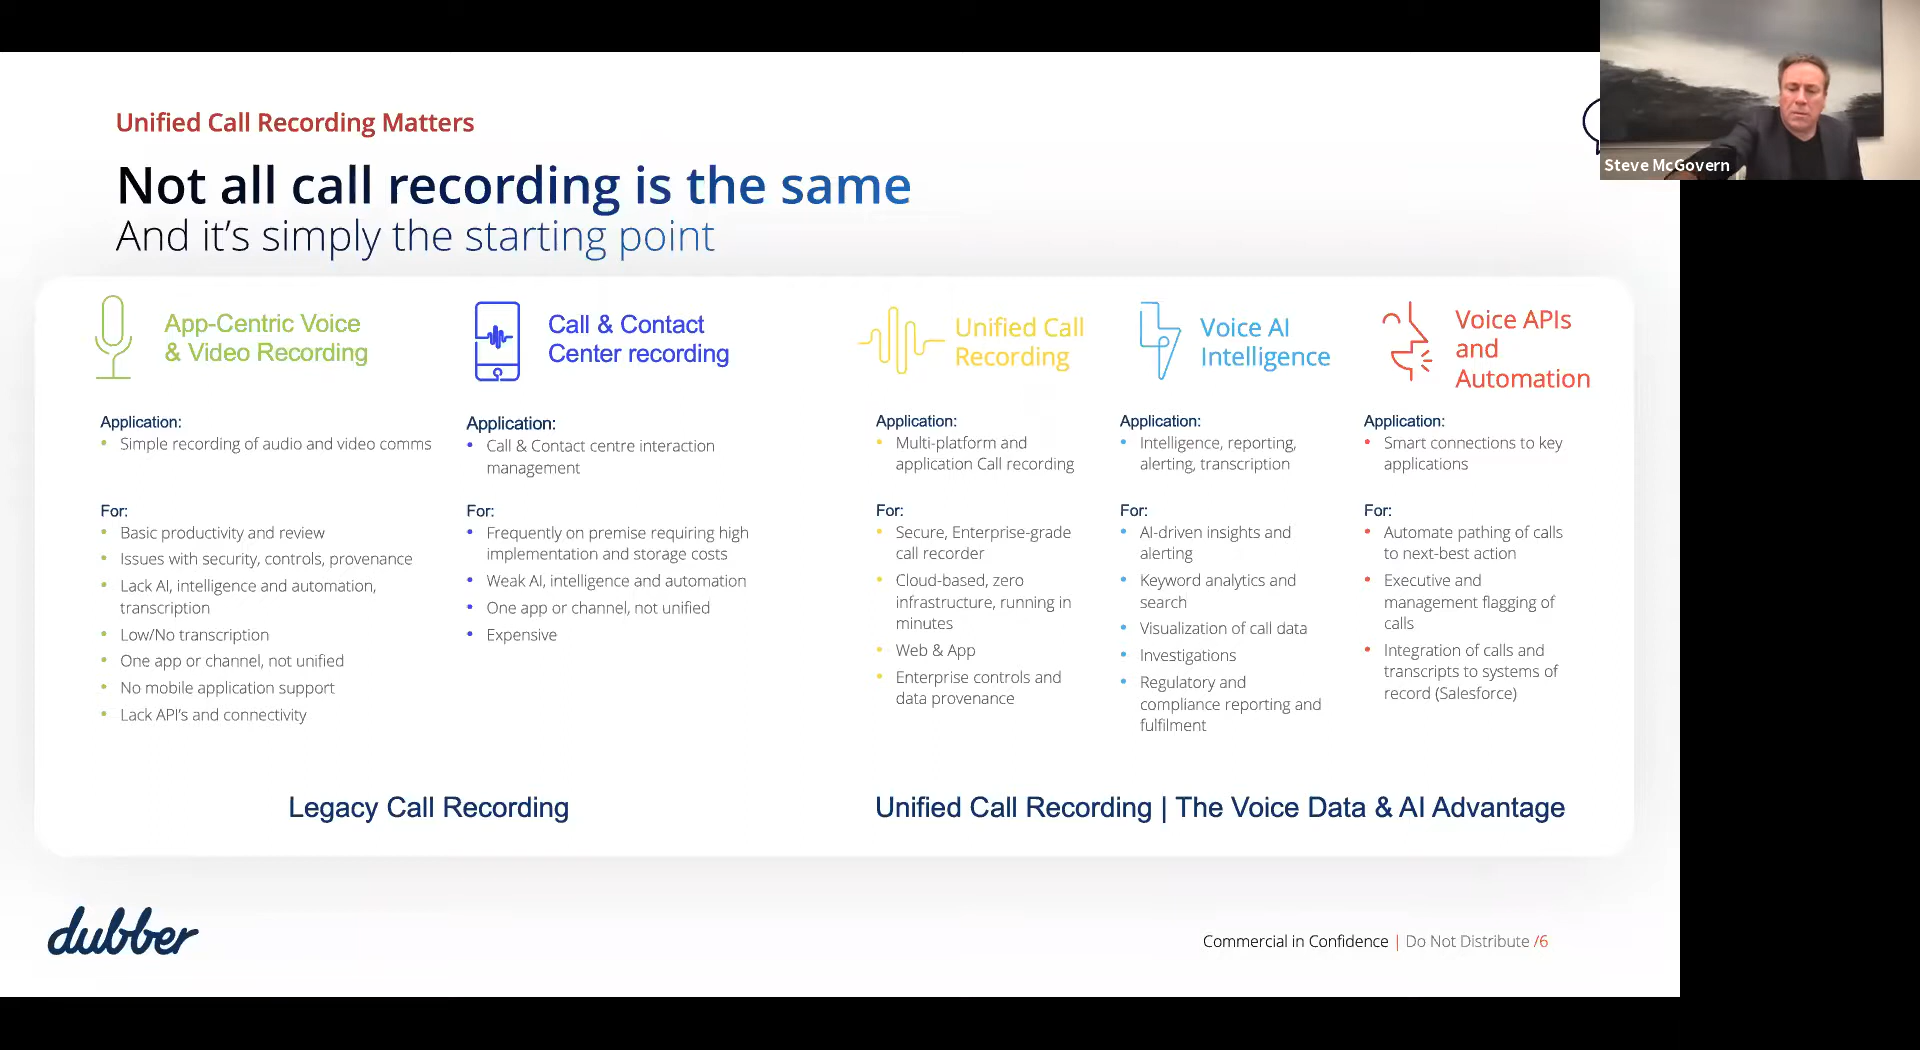 Unified Call Recording Matters
Not all call recording is the same
And it’s simply the starting point
Steve McGovern
App-Centric Voice
& Video Recording
Application:
• Simple recording of audio and video comms
For:
• Basic productivity and review
• Issues with security, controls, provenance
• Lack AI, intelligence and automation,
transcription
• Low/No transcription
• One app or channel, not unified
• No mobile application support
• Lack API’s and connectivity
Call & Contact
Center recording
Application:
• Call & Contact centre interaction
management
For:
• Frequently on premise requiring high
implementation and storage costs
• Weak AI, intelligence and automation
• One app or channel, not unified
• Expensive
Legacy Call Recording
Unified Call
Recording
Application:
• Multi-platform and
application Call recording
For:
• Secure, Enterprise-grade
call recorder
• Cloud-based, zero
infrastructure, running in
minutes
• Web & App
• Enterprise controls and
data provenance
Voice AI
Intelligence
Application:
• Intelligence, reporting,
alerting, transcription
For:
• AI-driven insights and
alerting
• Keyword analytics and
search
• Visualization of call data
• Investigations
• Regulatory and
compliance reporting and
fulfilment
Voice APIs
and
Automation
Application:
• Smart connections to key
applications
For:
• Automate pathing of calls
to next-best action
• Executive and
management flagging of
calls
• Integration of calls and
transcripts to systems of
record (Salesforce)
Unified Call Recording | The Voice Data & AI Advantage
dubber
Commercial in Confidence | Do Not Distribute /6